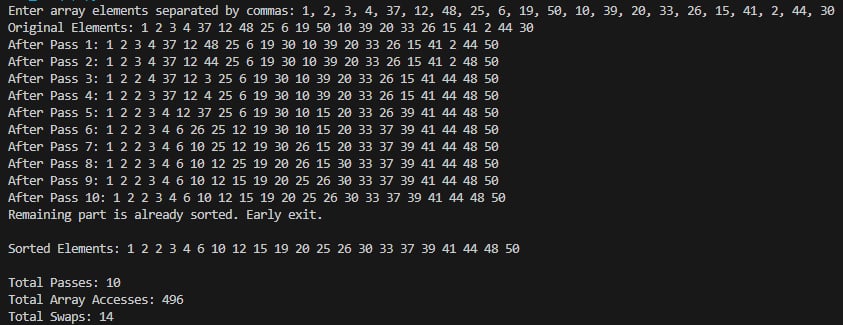 Enter array elements separated by commas: 1, 2, 3, 4, 37, 12, 48, 25, 6, 19, 50, 10, 39, 20, 33, 26, 15, 41, 2, 44, 30
Original Elements: 1 2 3 4 37 12 48 25 6 19 50 10 39 20 33 26 15 41 2 44 30
After Pass 1: 1 2 3 4 37 12 48 25 6 19 30 10 39 20 33 26 15 41 2 44 50
After Pass 2: 1 2 3 4 37 12 44 25 6 19 30 10 39 20 33 26 15 41 2 48 50
After Pass 3: 1 2 2 4 37 12 3 25 6 19 30 10 39 20 33 26 15 41 44 48 50
After Pass 4: 1 2 2 3 37 12 4 25 6 19 30 10 39 20 33 26 15 41 44 48 50
After Pass 5: 1 2 2 3 4 12 37 25 6 19 30 10 15 20 33 26 39 41 44 48 50
After Pass 6: 1 2 2 3 4 6 26 25 12 19 30 10 15 20 33 37 39 41 44 48 50
After Pass 7: 1 2 2 3 4 6 10 25 12 19 30 26 15 20 33 37 39 41 44 48 50
After Pass 8: 1 2 2 3 4 6 10 12 25 19 20 26 15 30 33 37 39 41 44 48 50
After Pass 9: 1 2 2 3 4 6 10 12 15 19 20 25 26 30 33 37 39 41 44 48 50
After Pass 10: 1 2 2 3 4 6 10 12 15 19 20 25 26 30 33 37 39 41 44 48 50
Remaining part is already sorted. Early exit.
Sorted Elements: 1 2 2 3 4 6 10 12 15 19 20 25 26 30 33 37 39 41 44 48 50
Total Passes: 10
Total Array Accesses: 496
Total Swaps: 14